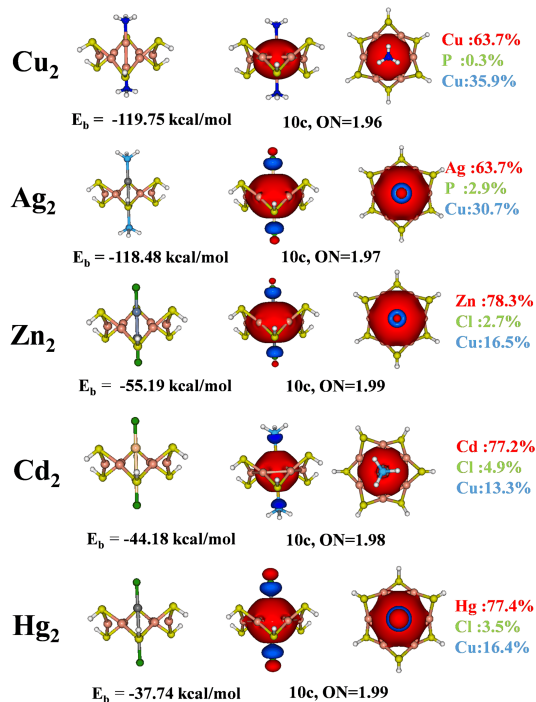 Cu2
Cu :63.7%
P :0.3%
Cu:35.9%
Eb = -119.75 kcal/mol
10c, ON=1.96
Ag2
Ag :63.7%
P :2.9%
Cu:30.7%
Eb = -118.48 kcal/mol
10c, ON=1.97
Zn2
Zn :78.3%
Cl :2.7%
Cu:16.5%
Eb = -55.19 kcal/mol
10c, ON=1.99
Cd2
Cd :77.2%
Cl :4.9%
Cu:13.3%
Eb = -44.18 kcal/mol
10c, ON=1.98
Hg2
Hg :77.4%
Cl :3.5%
Cu:16.4%
Eb = -37.74 kcal/mol
10c, ON=1.99